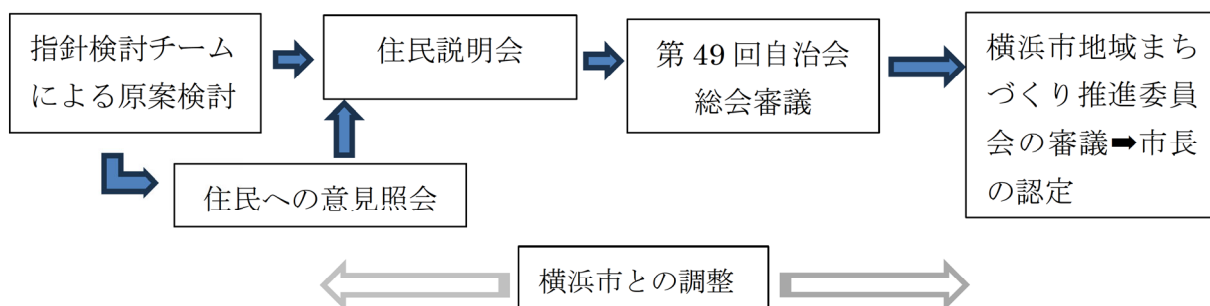 指針検討チーム
による原案検討
住民説明会
第 49 回自治会
総会審議
横浜市地域まち
づくり推進委員
会の審議➡市長
の認定
住民への意見照会
横浜市との調整